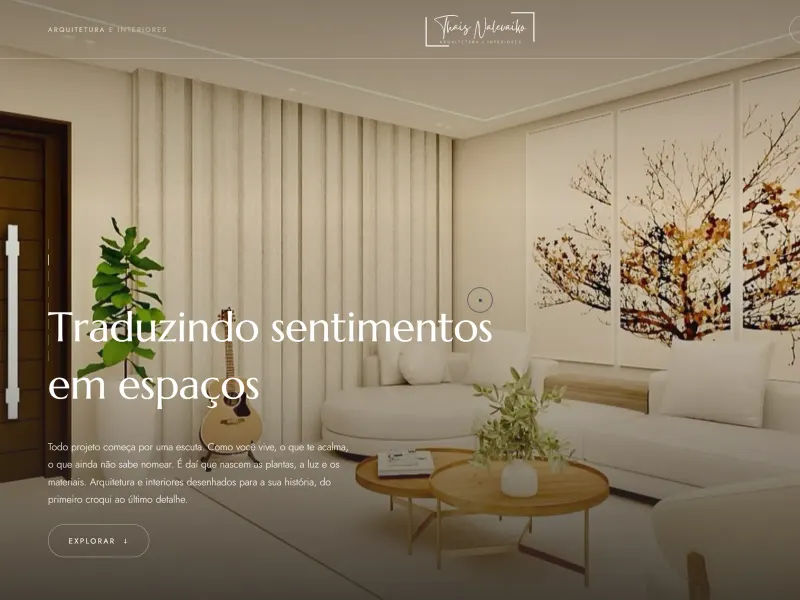 ARQUITETURA E INTERIORES
Thais Nalevaiko
ARQUITETURA E INTERIORES
Traduzindo sentimentos
em espaços
Todo projeto começa por uma escuta. Como você vive, o que te acalma,
o que ainda não sabe nomear. É daí que nascem as plantas, a luz e os
materiais. Arquitetura e interiores desenhados para a sua história, do
primeiro croqui ao último detalhe.
EXPLORAR ↓